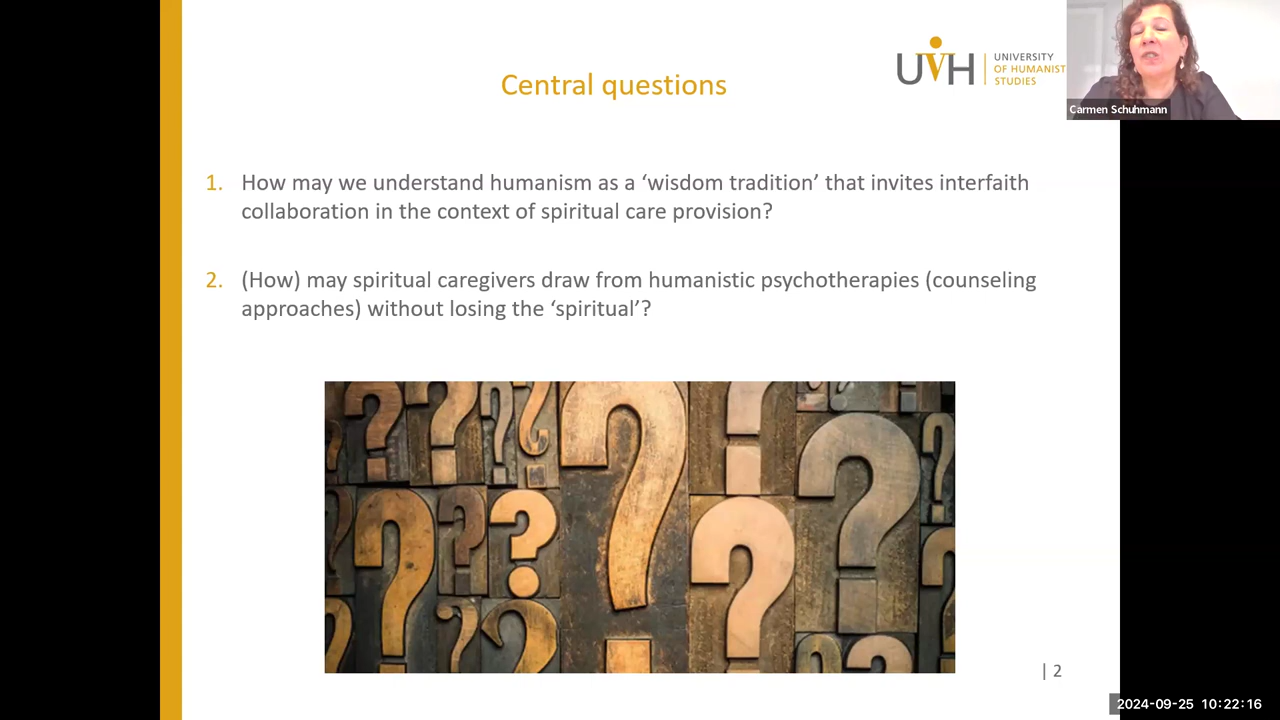 Central questions
UVH
UNIVERSITY
OF HUMANIST
STUDIES
Carmen Schuhmann
1. How may we understand humanism as a ‘wisdom tradition’ that invites interfaith
collaboration in the context of spiritual care provision?
2. (How) may spiritual caregivers draw from humanistic psychotherapies (counseling
approaches) without losing the ‘spiritual’?
| 2
2024-09-25 10:22:16